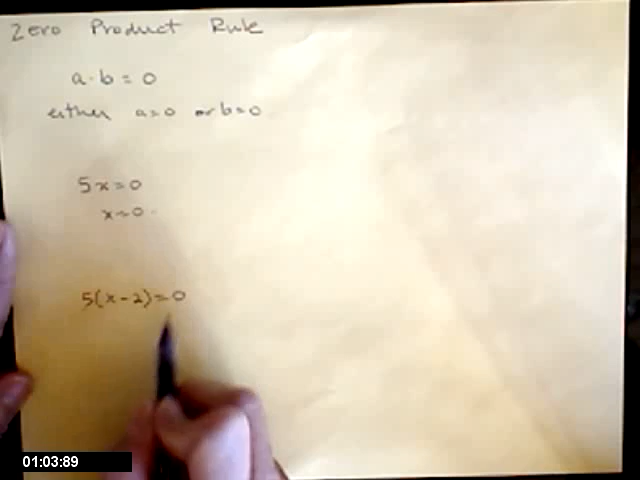 Zero Product Rule
a·b = 0
either a=0 or b=0
5x=0
x=0
5(x-2)=0
01:03:89